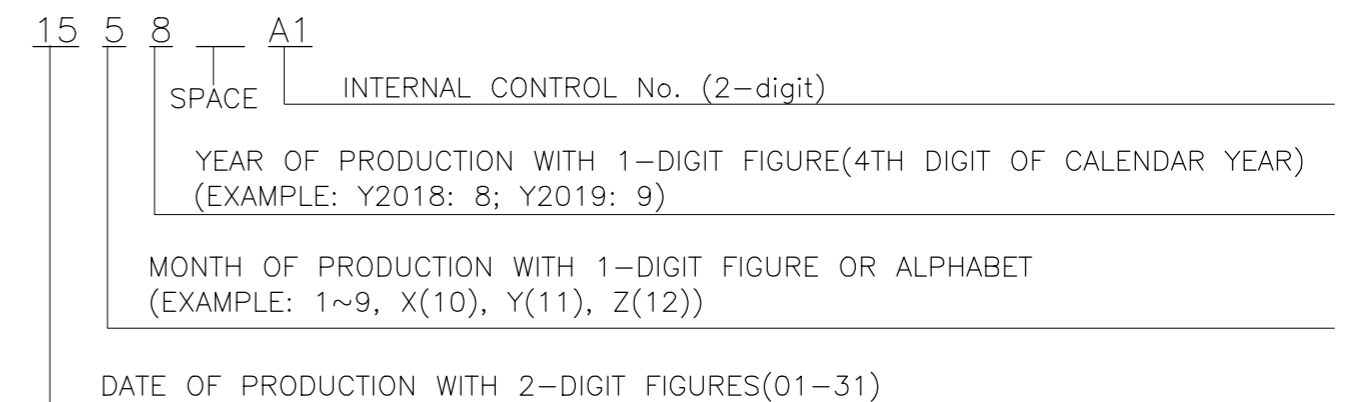 15 5 8 __ A1
SPACE INTERNAL CONTROL No. (2-digit)
YEAR OF PRODUCTION WITH 1-DIGIT FIGURE(4TH DIGIT OF CALENDAR YEAR)
(EXAMPLE: Y2018: 8; Y2019: 9)
MONTH OF PRODUCTION WITH 1-DIGIT FIGURE OR ALPHABET
(EXAMPLE: 1~9, X(10), Y(11), Z(12))
DATE OF PRODUCTION WITH 2-DIGIT FIGURES(01-31)